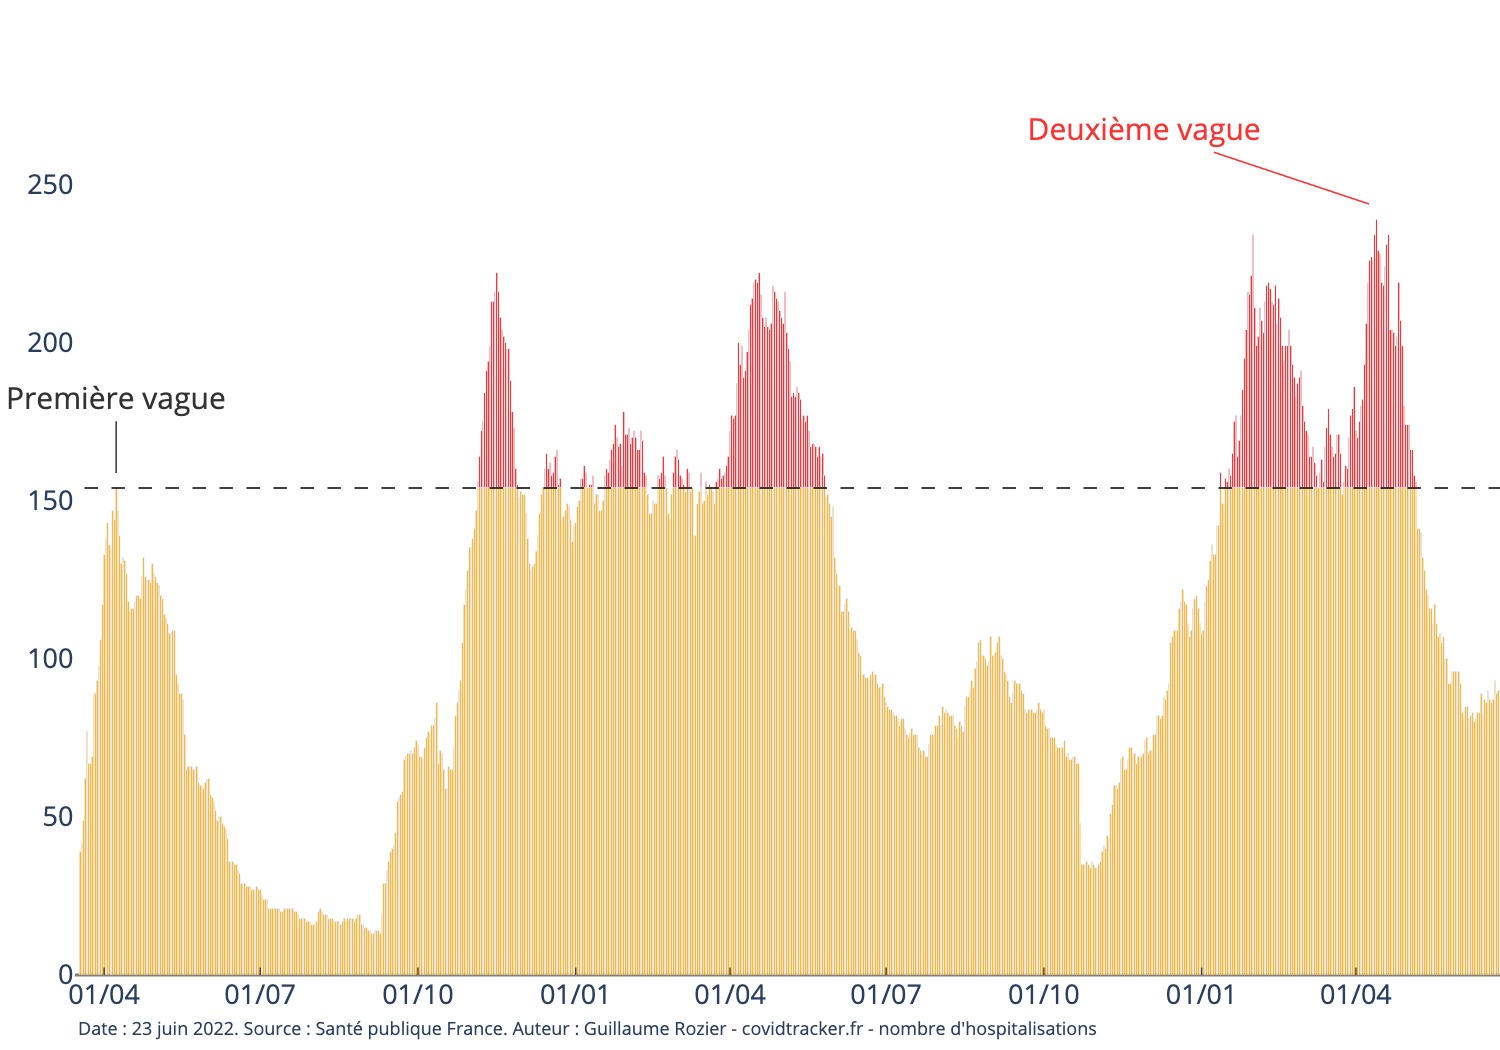 Deuxième vague
250
200
Première vague
150
100
50
0
01/04 01/07 01/10 01/01 01/04 01/07 01/10 01/01 01/04
Date : 23 juin 2022. Source : Santé publique France. Auteur : Guillaume Rozier - covidtracker.fr - nombre d'hospitalisations